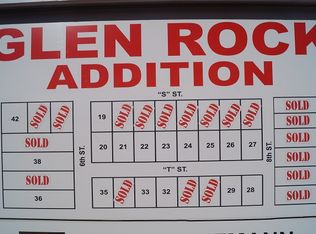 GLEN ROCK
ADDITION
"S" ST.
42 SOLD SOLD
SOLD
38
SOLD
36
6th ST.
19 SOLD SOLD SOLD SOLD SOLD SOLD
20 21 22 23 24 25 26 27
"T" ST.
35 SOLD 33 32 SOLD SOLD 29 28
8th ST.
SOLD
SOLD
SOLD
SOLD
SOLD
SOLD